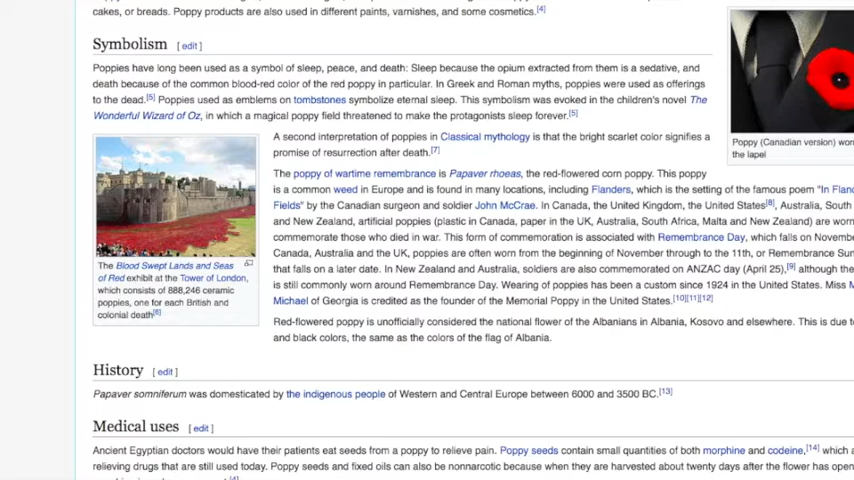 cakes, or breads. Poppy products are also used in different paints, varnishes, and some cosmetics.[4]
Symbolism [ edit ]
Poppies have long been used as a symbol of sleep, peace, and death: Sleep because the opium extracted from them is a sedative, and
death because of the common blood-red color of the red poppy in particular. In Greek and Roman myths, poppies were used as offerings
to the dead.[5] Poppies used as emblems on tombstones symbolize eternal sleep. This symbolism was evoked in the children's novel The
Wonderful Wizard of Oz, in which a magical poppy field threatened to make the protagonists sleep forever.[5]
A second interpretation of poppies in Classical mythology is that the bright scarlet color signifies a
promise of resurrection after death.[7]
The poppy of wartime remembrance is Papaver rhoeas, the red-flowered corn poppy. This poppy
is a common weed in Europe and is found in many locations, including Flanders, which is the setting of the famous poem "In
Fields" by the Canadian surgeon and soldier John McCrae. In Canada, the United Kingdom, the United States[8], Australia, South
and New Zealand, artificial poppies (plastic in Canada, paper in the UK, Australia, South Africa, Malta and New Zealand) are
commemorate those who died in war. This form of commemoration is associated with Remembrance Day, which falls on
Canada, Australia and the UK, poppies are often worn from the beginning of November through to the 11th, or Remembrance
that falls on a later date. In New Zealand and Australia, soldiers are also commemorated on ANZAC day (April 25),[9] although
is still commonly worn around Remembrance Day. Wearing of poppies has been a custom since 1924 in the United States. Miss
Michael of Georgia is credited as the founder of the Memorial Poppy in the United States.[10][11][12]
Red-flowered poppy is unofficially considered the national flower of the Albanians in Albania, Kosovo and elsewhere. This is due
and black colors, the same as the colors of the flag of Albania.
The Blood Swept Lands and Seas
of Red exhibit at the Tower of London,
which consists of 888,246 ceramic
poppies, one for each British and
colonial death[6]
Poppy (Canadian version)
the lapel
History [ edit ]
Papaver somniferum was domesticated by the indigenous people of Western and Central Europe between 6000 and 3500 BC.[13]
Medical uses [ edit ]
Ancient Egyptian doctors would have their patients eat seeds from a poppy to relieve pain. Poppy seeds contain small quantities of both morphine and codeine,[14] which
relieving drugs that are still used today. Poppy seeds and fixed oils can also be nonnarcotic because when they are harvested about twenty days after the flower has